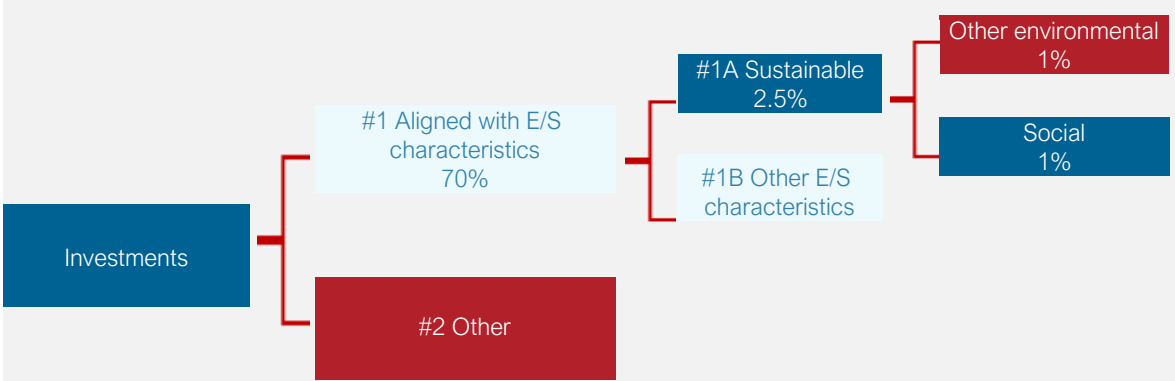 Investments
#1 Aligned with E/S
characteristics
70%
#2 Other
#1A Sustainable
2.5%
#1B Other E/S
characteristics
Other environmental
1%
Social
1%